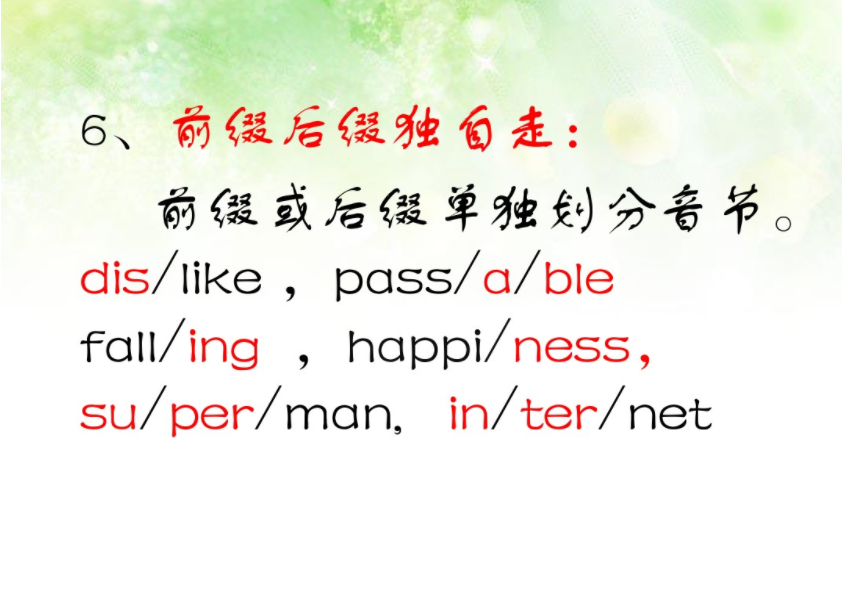 6、前缀后缀独自走：
前缀或后缀单独划分音节。
dis/like ，pass/a/ble
fall/ing ，happi/ness，
su/per/man, in/ter/net